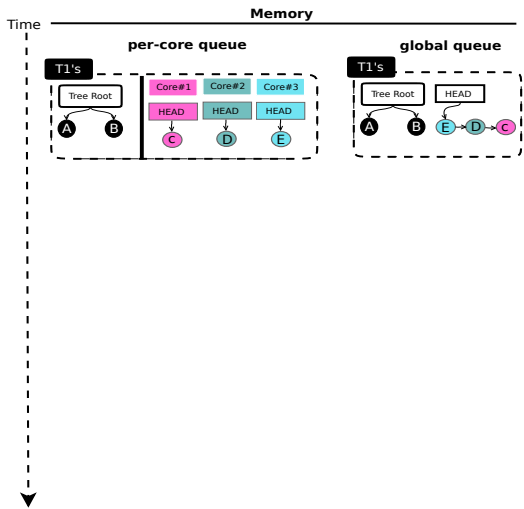 Memory
Time
per-core queue
global queue
T1's
T1's
Tree Root
Core#1
Core#2
Core#3
HEAD
HEAD
HEAD
A
B
C
D
E
Tree Root
HEAD
A
B
E
D
C